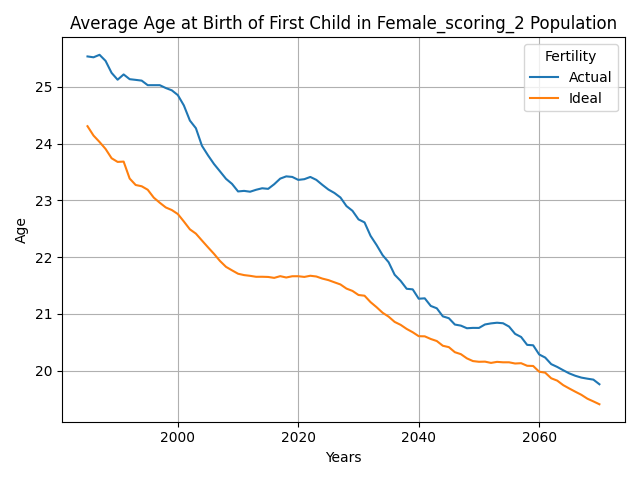 Average Age at Birth of First Child in Female_scoring_2 Population
Fertility
Actual
Ideal
Age
25
24
23
22
21
20
2000 2020 2040 2060
Years